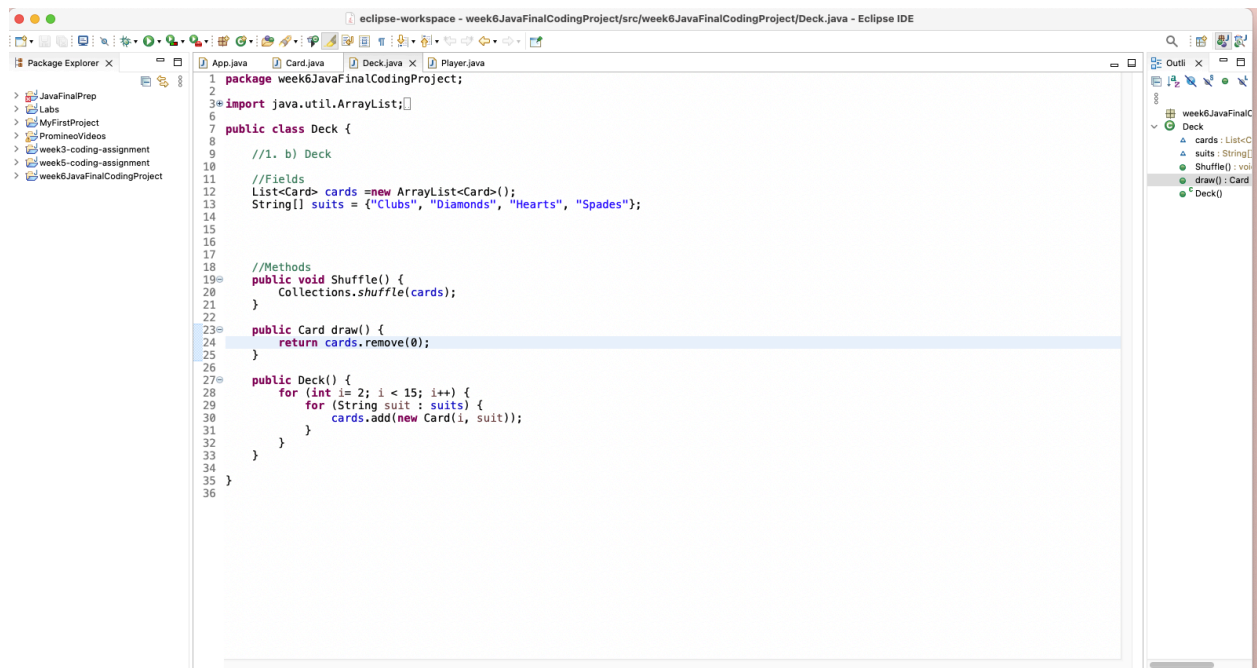 eclipse-workspace - week6JavaFinalCodingProject/src/week6JavaFinalCodingProject/Deck.java - Eclipse IDE
Package Explorer
JavaFinalPrep
Labs
MyFirstProject
PromineoVideos
week3-coding-assignment
week5-coding-assignment
week6JavaFinalCodingProject
App.java Card.java Deck.java Player.java
1 package week6JavaFinalCodingProject;
2
3 import java.util.ArrayList;
6
7 public class Deck {
8
9 //1. b) Deck
10
11 //Fields
12 List<Card> cards =new ArrayList<Card>();
13 String[] suits = {"Clubs", "Diamonds", "Hearts", "Spades"};
14
15
16
17
18 //Methods
19 public void Shuffle() {
20 Collections.shuffle(cards);
21 }
22
23 public Card draw() {
24 return cards.remove(0);
25 }
26
27 public Deck() {
28 for (int i= 2; i < 15; i++) {
29 for (String suit : suits) {
30 cards.add(new Card(i, suit));
31 }
32 }
33 }
34
35 }
36
Outli
week6JavaFinalC
Deck
cards : List<C
suits : String[]
Shuffle() : voi
draw() : Card
Deck()